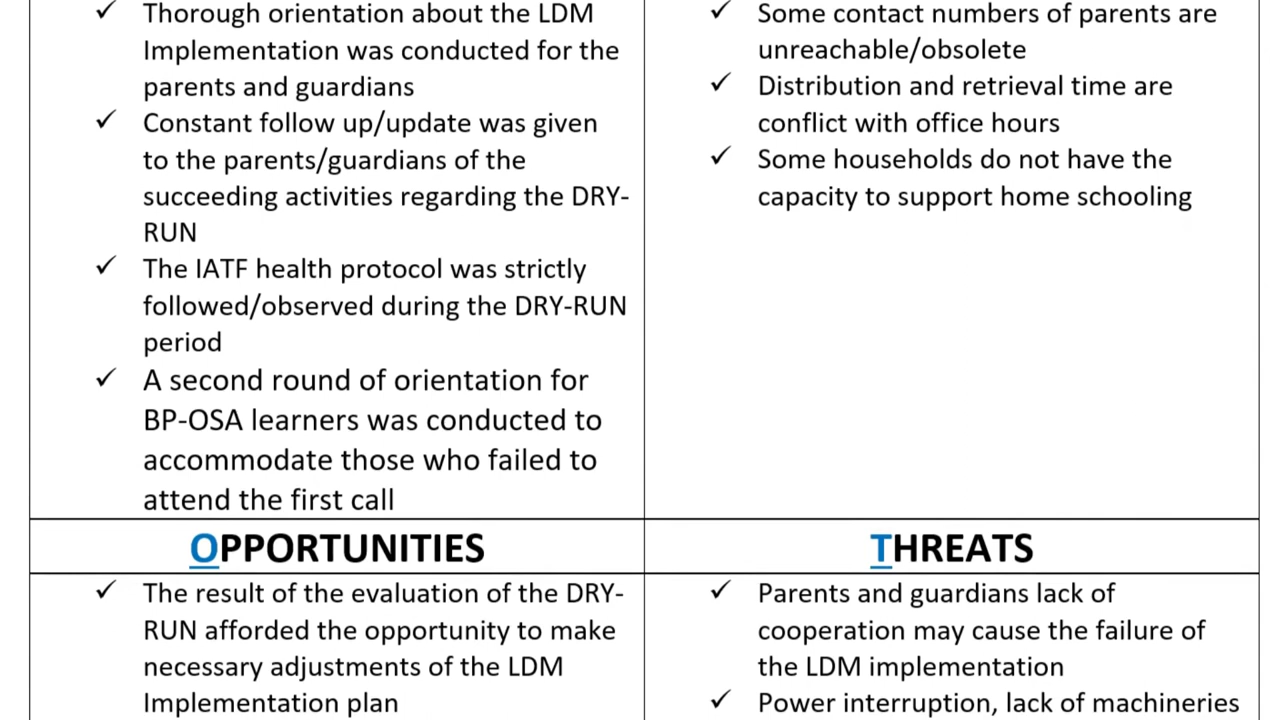 ✓ Thorough orientation about the LDM
Implementation was conducted for the
parents and guardians
✓ Constant follow up/update was given
to the parents/guardians of the
succeeding activities regarding the DRY-
RUN
✓ The IATF health protocol was strictly
followed/observed during the DRY-RUN
period
✓ A second round of orientation for
BP-OSA learners was conducted to
accommodate those who failed to
attend the first call
✓ Some contact numbers of parents are
unreachable/obsolete
✓ Distribution and retrieval time are
conflict with office hours
✓ Some households do not have the
capacity to support home schooling
OPPORTUNITIES
THREATS
✓ The result of the evaluation of the DRY-
RUN afforded the opportunity to make
necessary adjustments of the LDM
Implementation plan
✓ Parents and guardians lack of
cooperation may cause the failure of
the LDM implementation
✓ Power interruption, lack of machineries